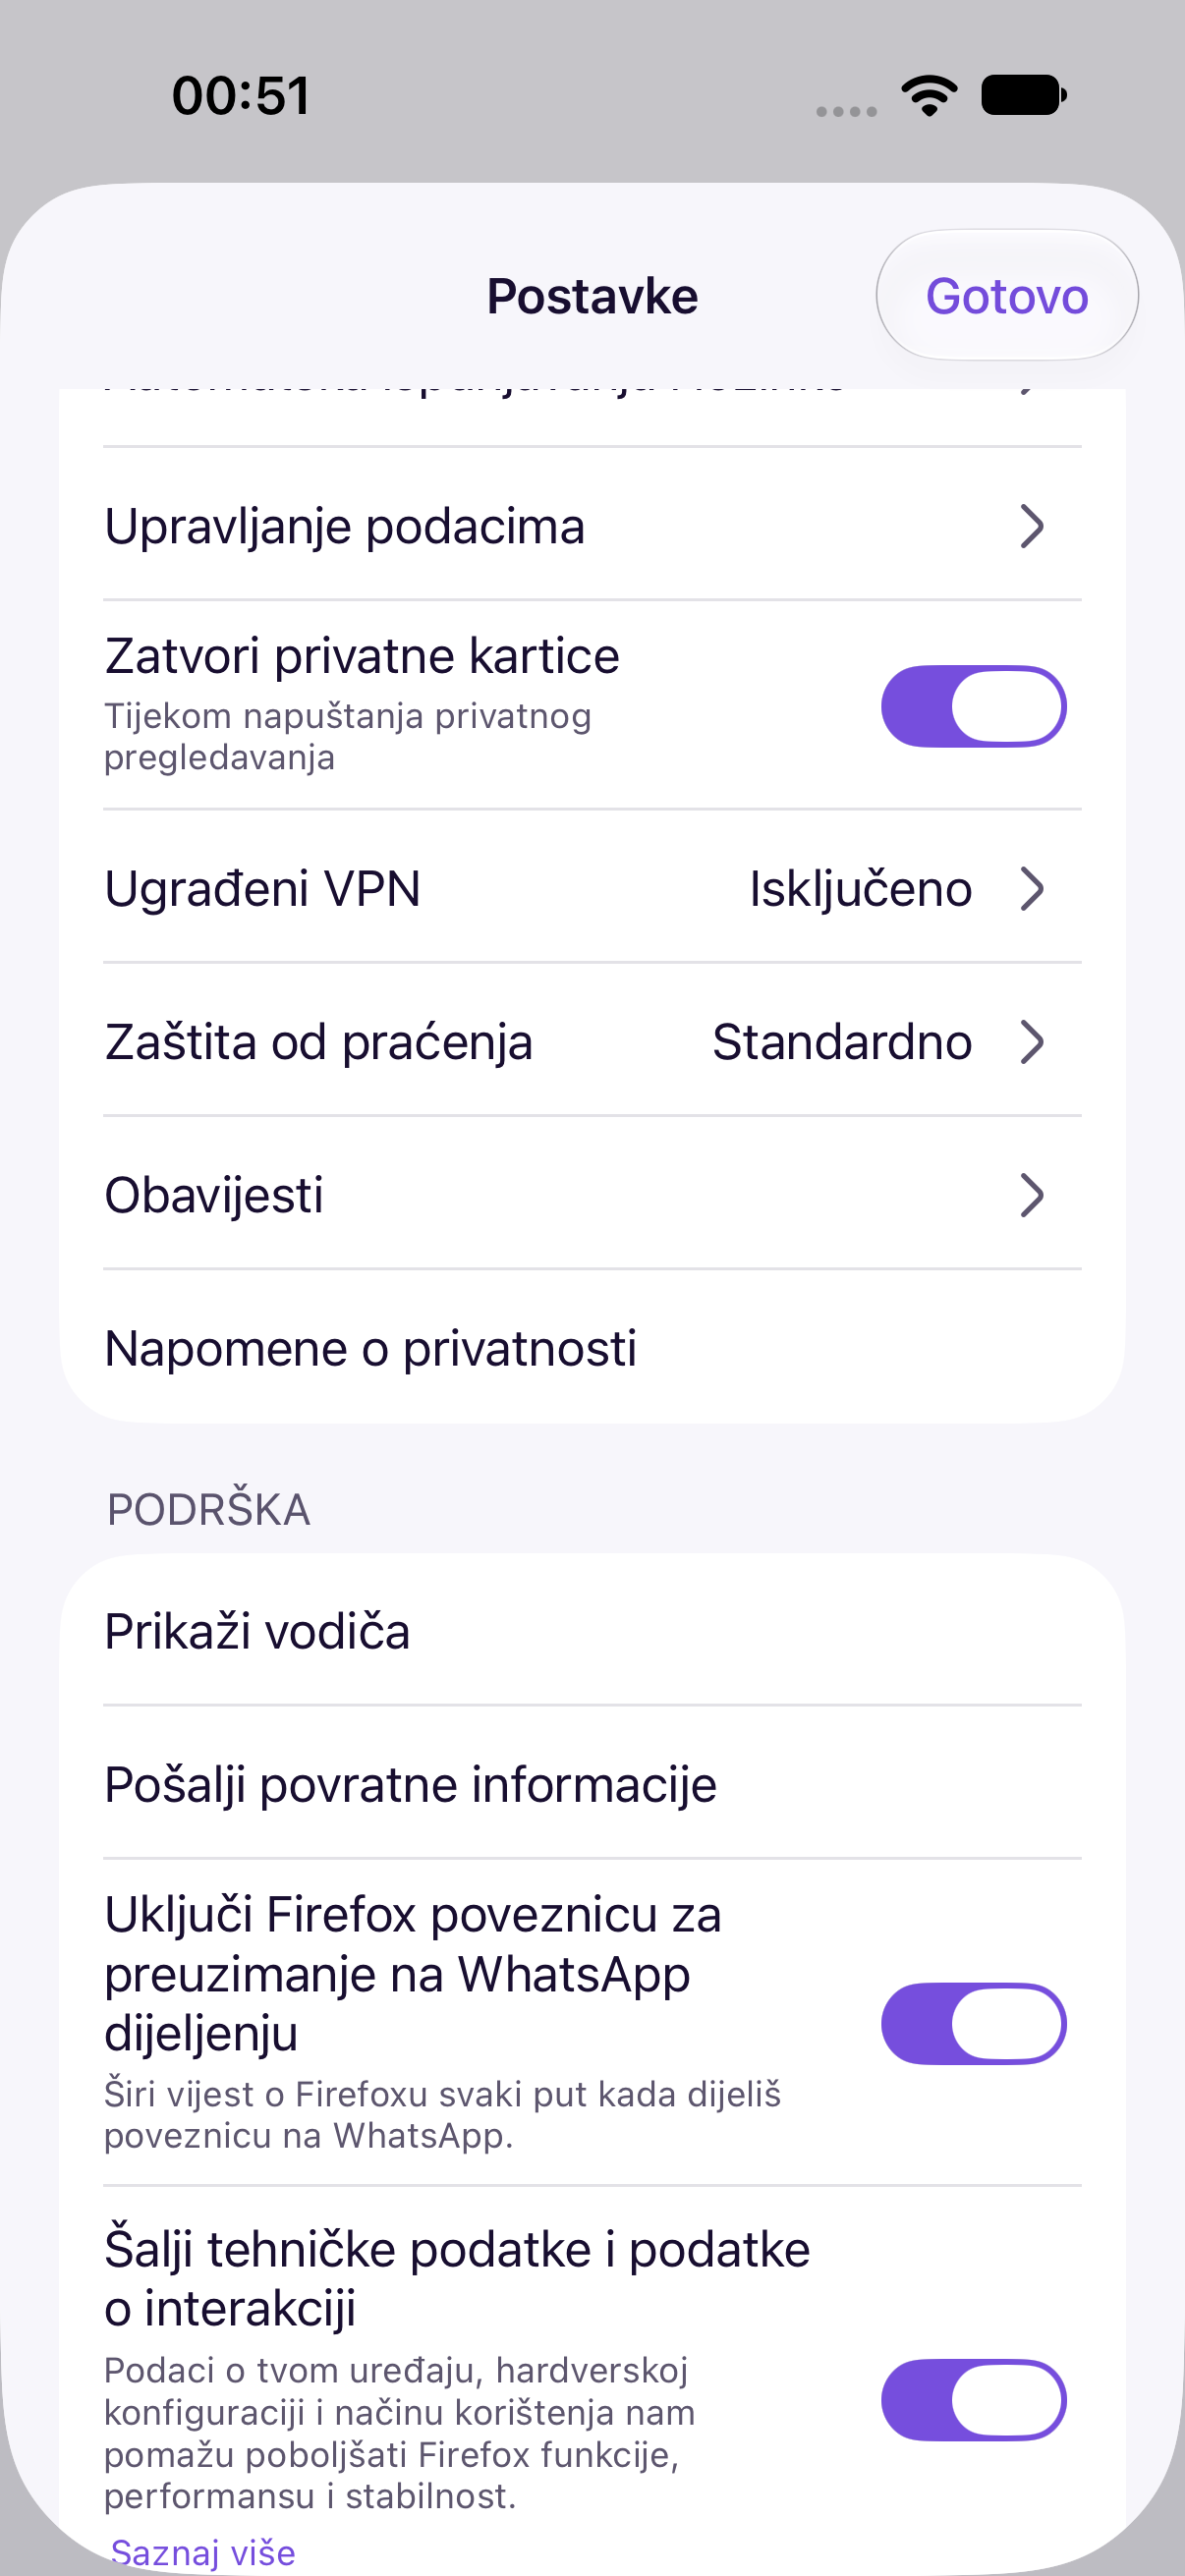 00:51
Postavke
Gotovo
Upravljanje podacima
Zatvori privatne kartice
Tijekom napuštanja privatnog
pregledavanja
Ugrađeni VPN
Isključeno
Zaštita od praćenja
Standardno
Obavijesti
Napomene o privatnosti
PODRŠKA
Prikaži vodiča
Pošalji povratne informacije
Uključi Firefox poveznicu za
preuzimanje na WhatsApp
dijeljenju
Širi vijest o Firefoxu svaki put kada dijeliš
poveznicu na WhatsApp.
Šalji tehničke podatke i podatke
o interakciji
Podaci o tvom uređaju, hardverskoj
konfiguraciji i načinu korištenja nam
pomažu poboljšati Firefox funkcije,
performansu i stabilnost.
Saznaj više